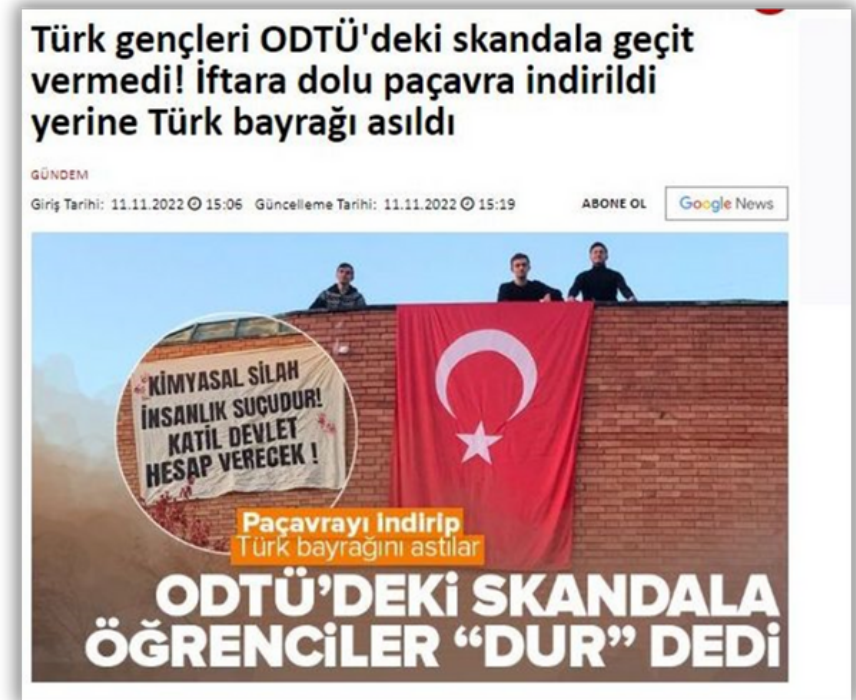 Türk gençleri ODTÜ'deki skandala geçit
vermedi! İftara dolu paçavra indirildi
yerine Türk bayrağı asıldı
GÜNDEM
Giriş Tarihi: 11.11.2022 15:06 Güncelleme Tarihi: 11.11.2022 15:19 ABONE OL Google News
KİMYASAL SİLAH
İNSANLIK SUÇUDUR!
KATİL DEVLET
HESAP VERECEK !
Paçavrayı indirip
Türk bayrağını astılar
ODTÜ'DEKİ SKANDALA
ÖĞRENCİLER “DUR” DEDİ